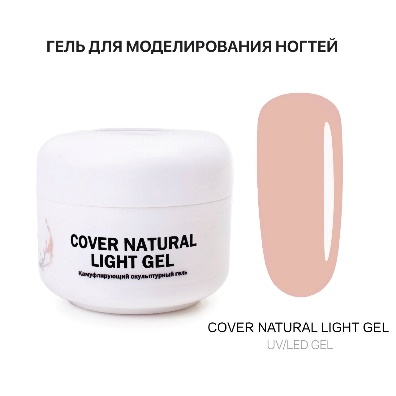 ГЕЛЬ ДЛЯ МОДЕЛИРОВАНИЯ НОГТЕЙ
COVER NATURAL
LIGHT GEL
Камуфлирующий скульптурный гель
COVER NATURAL LIGHT GEL
UV/LED GEL